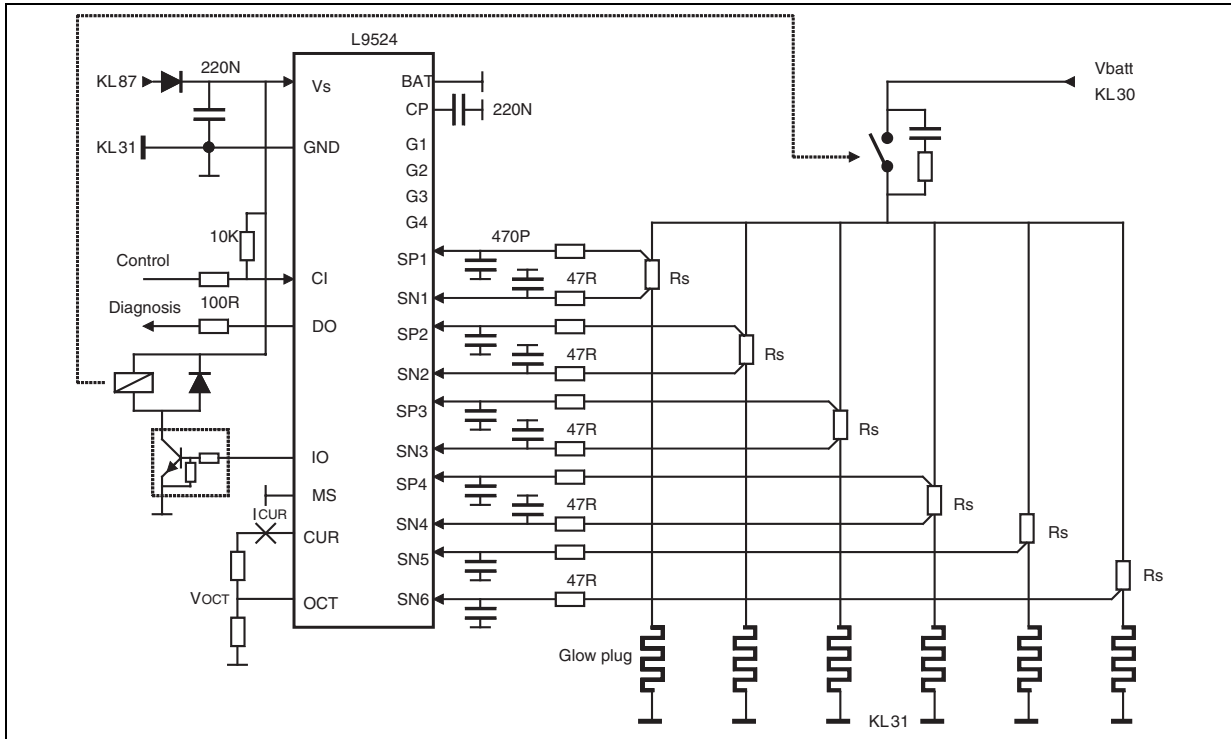 L9524
KL87
220N
Vs
KL31
GND
10K
Control
CI
Diagnosis
100R
DO
IO
MS
ICUR
CUR
VOCT
OCT
BAT
CP
220N
G1
G2
G3
G4
SP1
470P
SN1
47R
Rs
SP2
SN2
47R
Rs
SP3
SN3
47R
Rs
SP4
SN4
47R
Rs
SN5
Rs
SN6
47R
Rs
Vbatt
KL30
Glow plug
KL31